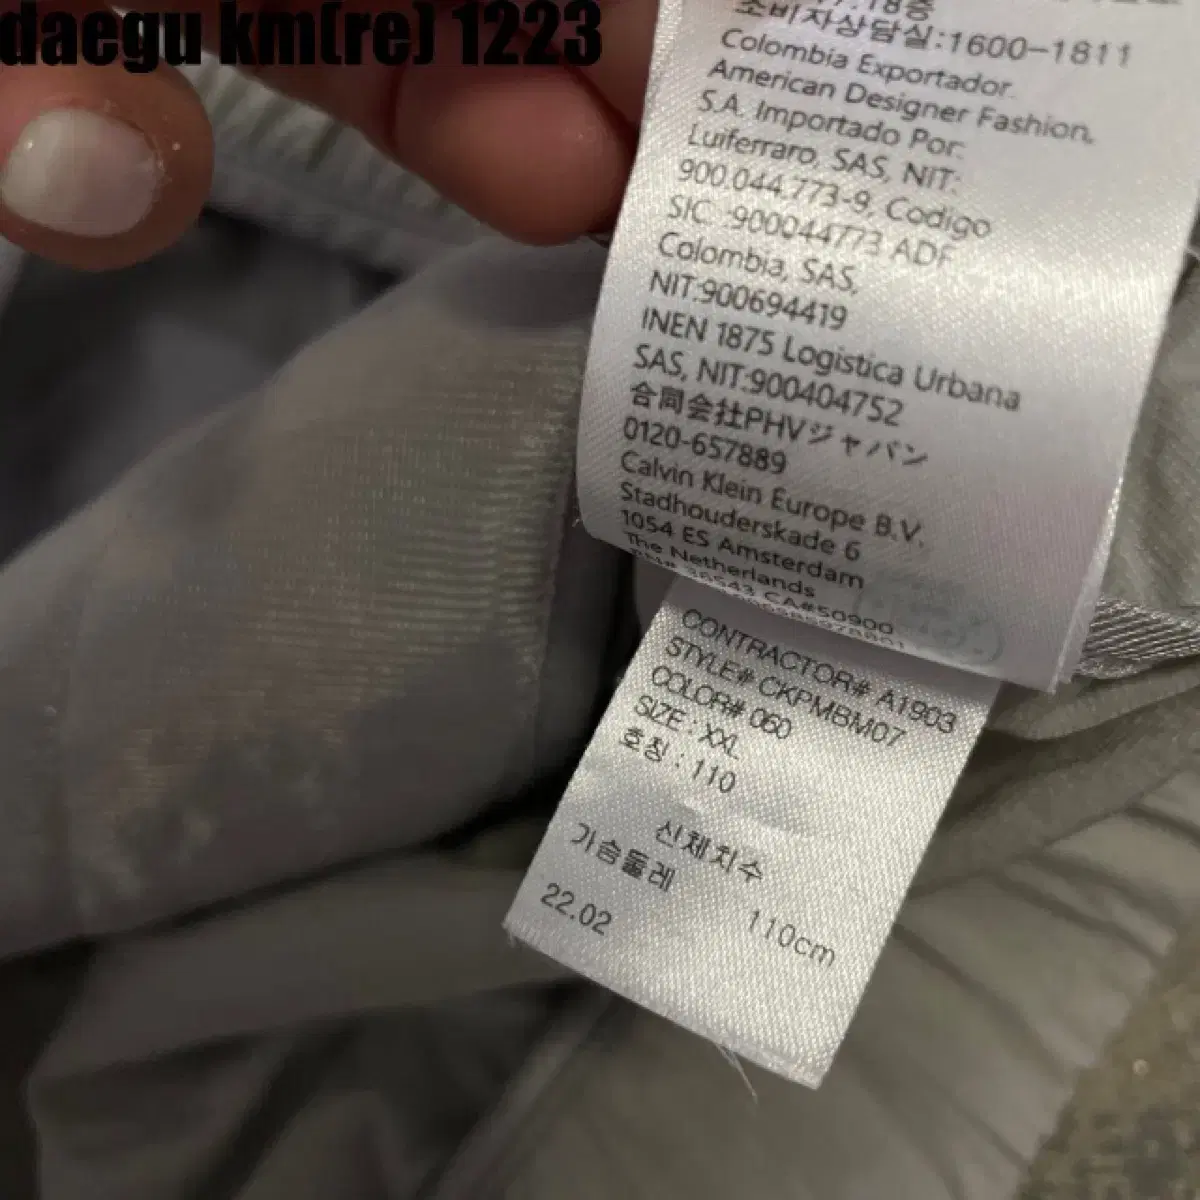 daegu km(re) 1223
소비자상담실:1600-1811
Colombia Exportador.
American Designer Fashion,
S.A. Importado Por:
Luiferraro, SAS, NIT:
900.044.773-9, Codigo
SIC :900044773 ADF
Colombia, SAS,
NIT:900694419
INEN 1875 Logistica Urbana
SAS, NIT:900404752
合同会社PHVジャパン
0120-657889
Calvin Klein Europe B.V.
Stadhouderskade 6
1054 ES Amsterdam
The Netherlands
RN# 36543 CA#50900
CONTRACTOR# A1903
STYLE# CKPMBM07
COLOR# 060
SIZE : XXL
호칭 : 110
신체치수
가슴둘레 110cm
22.02